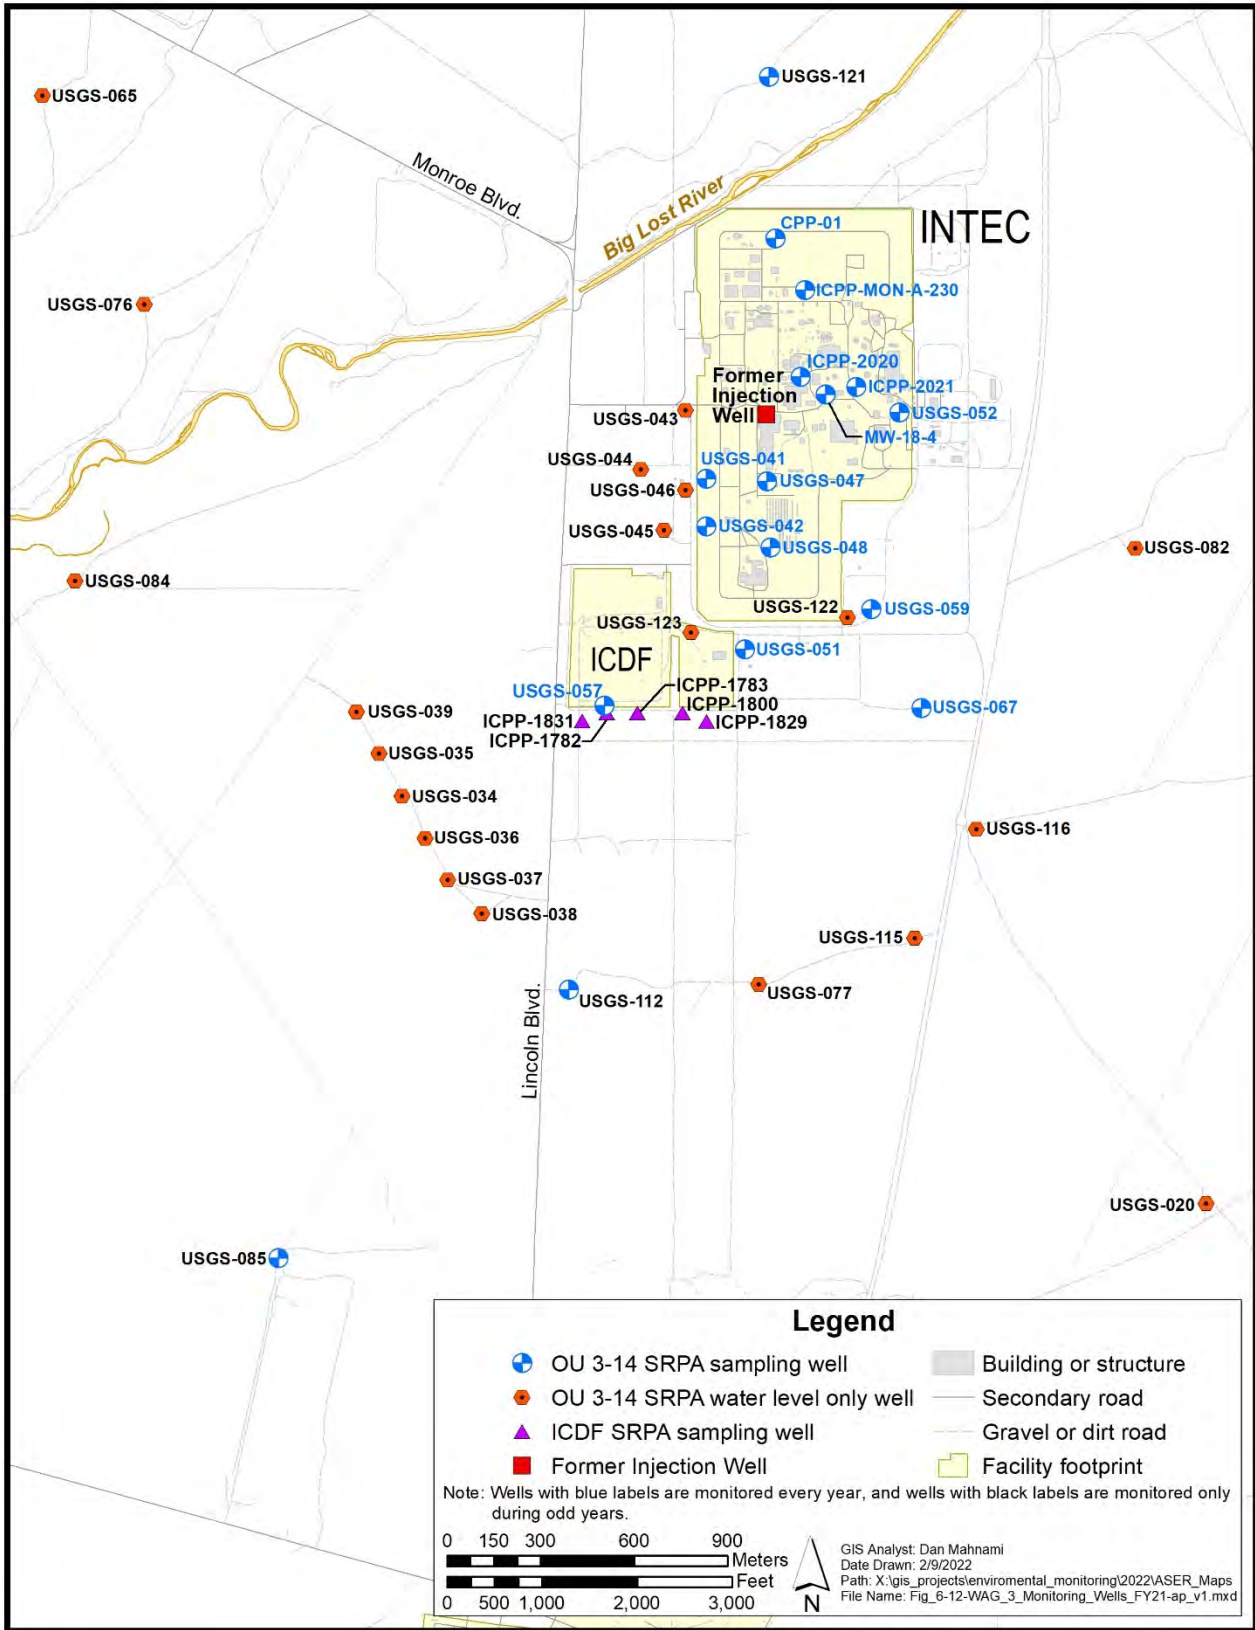 USGS-121
USGS-065
Monroe Blvd.
Big Lost River
CPP-01
INTEC
ICPP-MON-A-230
USGS-076
ICPP-2020
Former
Injection
Well
ICPP-2021
USGS-043
USGS-052
MW-18-4
USGS-044
USGS-041
USGS-046
USGS-047
USGS-045
USGS-042
USGS-048
USGS-082
USGS-084
USGS-122
USGS-059
USGS-123
USGS-051
ICDF
ICPP-1783
USGS-057
ICPP-1800
USGS-067
USGS-039
ICPP-1831
ICPP-1829
ICPP-1782
USGS-035
USGS-034
USGS-116
USGS-036
USGS-037
USGS-038
USGS-115
USGS-112
USGS-077
Lincoln Blvd.
USGS-020
USGS-085
Legend
OU 3-14 SRPA sampling well
OU 3-14 SRPA water level only well
ICDF SRPA sampling well
Former Injection Well
Building or structure
Secondary road
Gravel or dirt road
Facility footprint
Note: Wells with blue labels are monitored every year, and wells with black labels are monitored only
during odd years.
0 150 300 600 900
Meters
Feet
0 500 1,000 2,000 3,000
N
GIS Analyst: Dan Mahnami
Date Drawn: 2/9/2022
Path: X:\gis_projects\enviromental_monitoring\2022\ASER_Maps
File Name: Fig_6-12-WAG_3_Monitoring_Wells_FY21-ap_v1.mxd